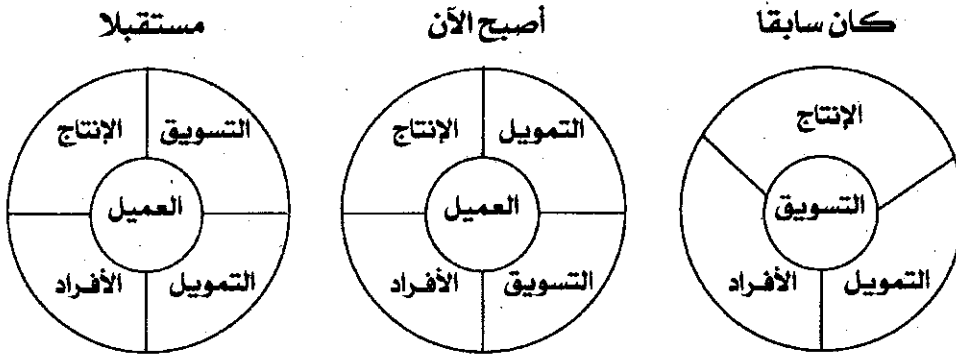 كان سابقا
أصبح الآن
مستقبلا
الإنتاج
التسويق
الأفراد
التمويل
الإنتاج
التمويل
العميل
الأفراد
التسويق
الإنتاج
التسويق
العميل
الأفراد
التمويل